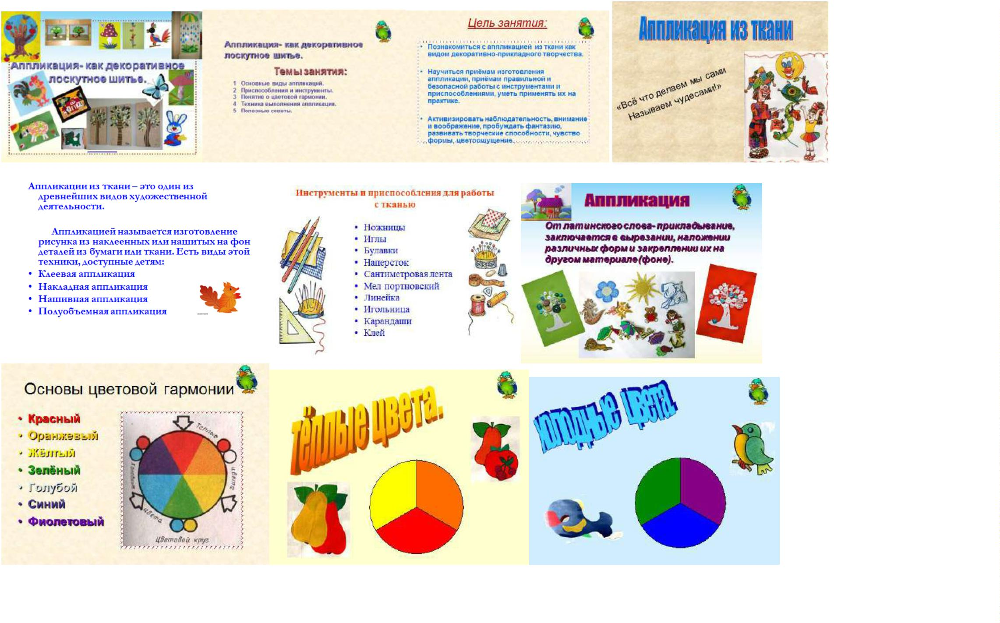 Аппликация- как декоративное
лоскутное шитье.
Аппликация- как декоративное
лоскутное шитье.
Темы занятия:
1 Основные виды аппликаций.
2 Приспособления и инструменты.
3 Понятие о цветовой гармонии.
4 Техника выполнения аппликации.
5 Полезные советы.
Цель занятия:
• Познакомиться с аппликацией из ткани как
видом декоративно-прикладного творчества.
• Научиться приёмам изготовления
аппликации, приёмам правильной и
безопасной работы с инструментами и
приспособлениями, уметь применять их на
практике.
• Активизировать наблюдательность, внимание
и воображение, пробуждать фантазию,
развивать творческие способности, чувство
формы, цветоощущение.
Аппликация из ткани
«Всё что делаем мы сами
Называем чудесами!»
Аппликации из ткани – это один из
древнейших видов художественной
деятельности.
Аппликацией называется изготовление
рисунка из наклеенных или нашитых на фон
деталей из бумаги или ткани. Есть виды этой
техники, доступные детям:
• Клеевая аппликация
• Накладная аппликация
• Нашивная аппликация
• Полуобъемная аппликация
Инструменты и приспособления для работы
с тканью
• Ножницы
• Иглы
• Булавки
• Наперсток
• Сантиметровая лента
• Мел портновский
• Линейка
• Игольница
• Карандаши
• Клей
Аппликация
От латинского слова- прикладывание,
заключается в вырезании, наложении
различных форм и закреплении их на
другом материале (фоне).
Основы цветовой гармонии
• Красный
• Оранжевый
• Жёлтый
• Зелёный
• Голубой
• Синий
• Фиолетовый
Теплые
цвета
Холодные
цвета
Цветовой круг
Тёплые цвета.
Холодные цвета.